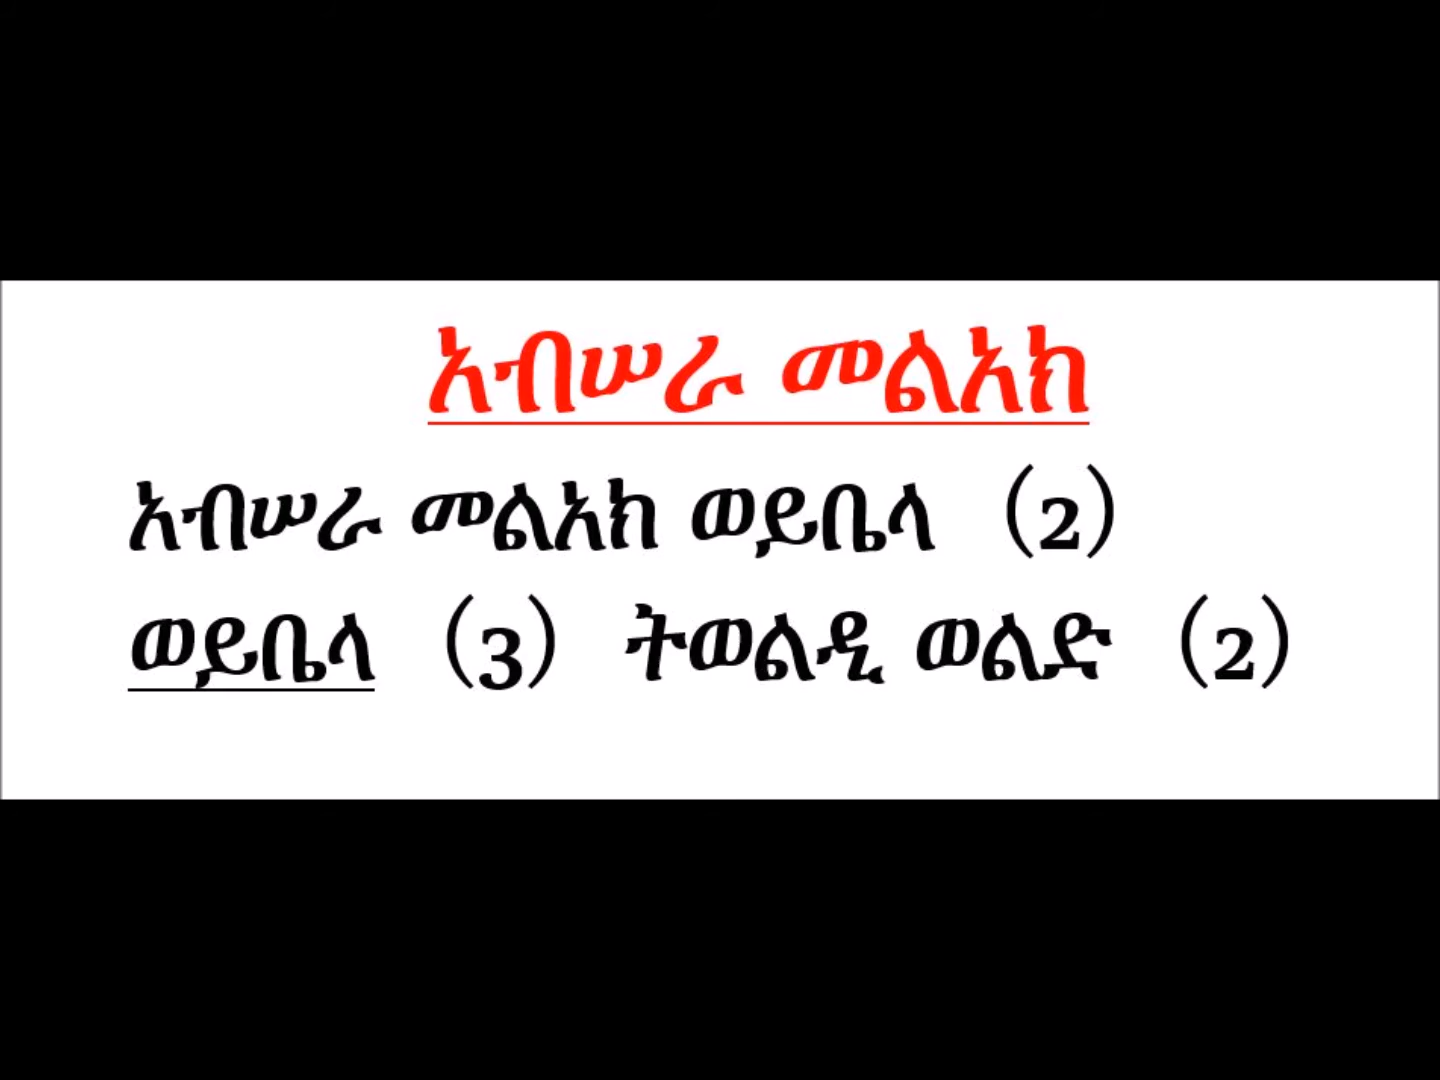 አብሠራ መልአክ
አብሠራ መልአክ ወይቤላ (2)
ወይቤላ (3) ትወልዲ ወልድ (2)